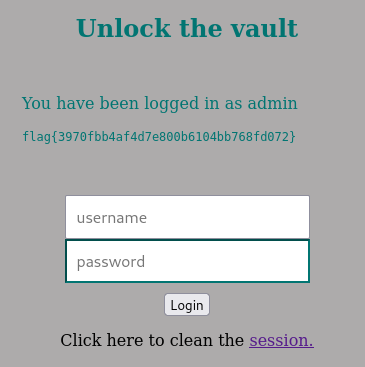 Unlock the vault
You have been logged in as admin
flag{3970fbb4af4d7e800b6104bb768fd072}
username
password
Login
Click here to clean the session.